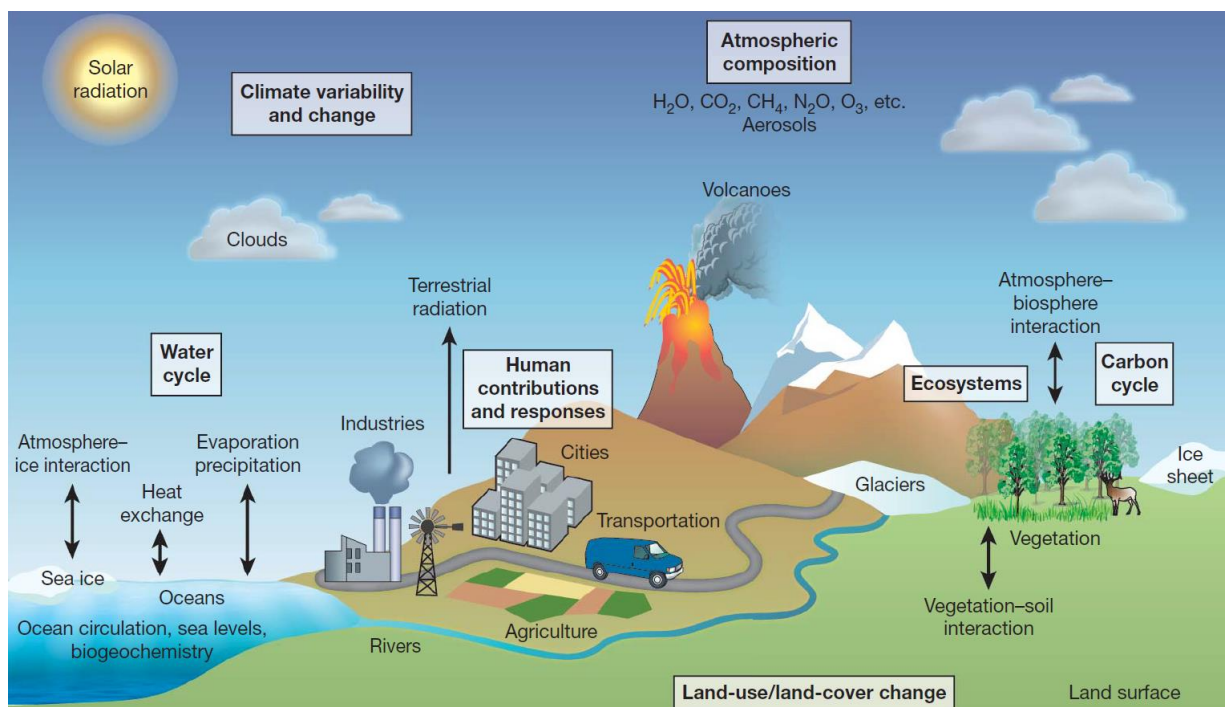 Solar
radiation
Climate variability
and change
Atmospheric
composition
H₂O, CO₂, CH₄, N₂O, O₃, etc.
Aerosols
Volcanoes
Clouds
Terrestrial
radiation
Atmosphere–
biosphere
interaction
Water
cycle
Human
contributions
and responses
Ecosystems
Carbon
cycle
Industries
Cities
Atmosphere–
ice interaction
Evaporation
precipitation
Heat
exchange
Glaciers
Ice
sheet
Transportation
Vegetation
Sea ice
Oceans
Ocean circulation, sea levels,
biogeochemistry
Rivers
Agriculture
Vegetation–soil
interaction
Land-use/land-cover change
Land surface